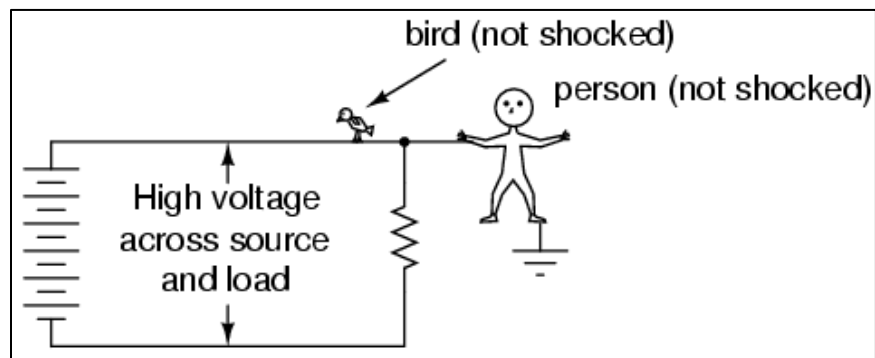 bird (not shocked)
person (not shocked)
High voltage
across source
and load